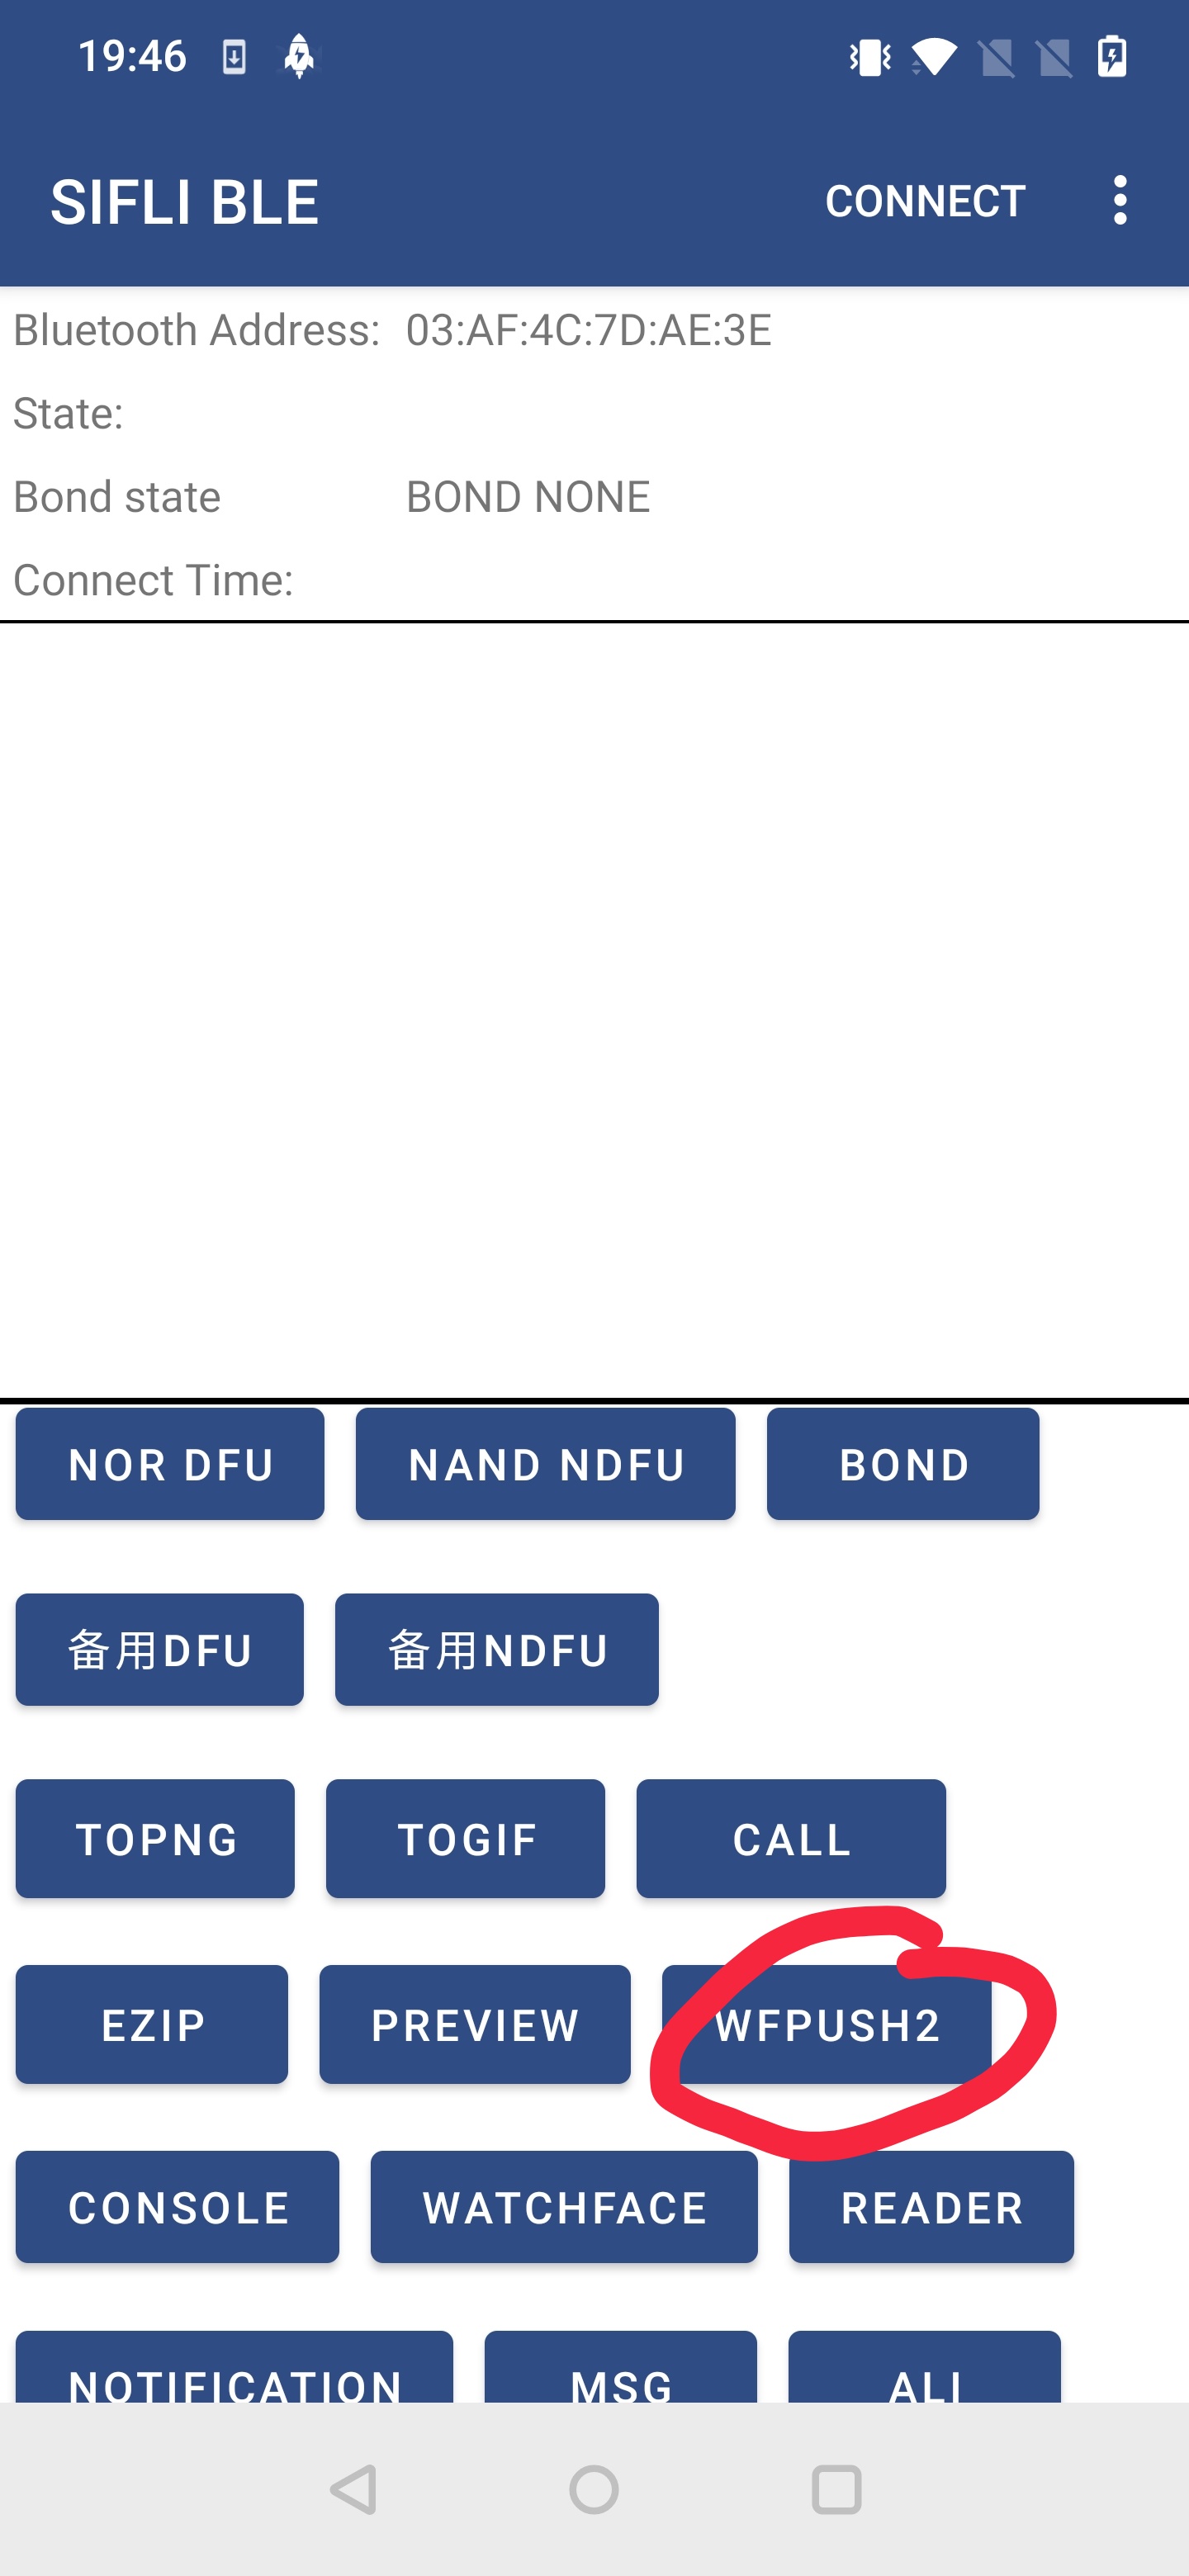 19:46
SIFLI BLE CONNECT
Bluetooth Address: 03:AF:4C:7D:AE:3E
State:
Bond state BOND NONE
Connect Time:
NOR DFU NAND NDFU BOND
备用DFU 备用NDFU
TOPNG TOGIF CALL
EZIP PREVIEW WFPUSH2
CONSOLE WATCHFACE READER
NOTIFICATION MSG ALI